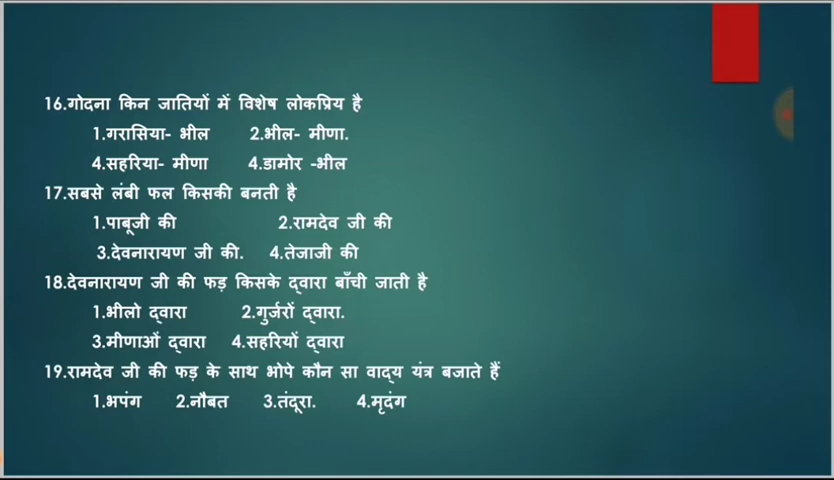 16.गोदना किन जातियों में विशेष लोकप्रिय है
1.गरासिया- भील 2.भील- मीणा.
4.सहरिया- मीणा 4.डामोर -भील
17.सबसे लंबी फल किसकी बनती है
1.पाबूजी की 2.रामदेव जी की
3.देवनारायण जी की. 4.तेजाजी की
18.देवनारायण जी की फड़ किसके द्वारा बाँची जाती है
1.भीलो द्वारा 2.गुर्जरों द्वारा.
3.मीणाओं द्वारा 4.सहरियों द्वारा
19.रामदेव जी की फड़ के साथ भोपे कौन सा वाद्य यंत्र बजाते हैं
1.भपंग 2.नौबत 3.तंदूरा. 4.मृदंग